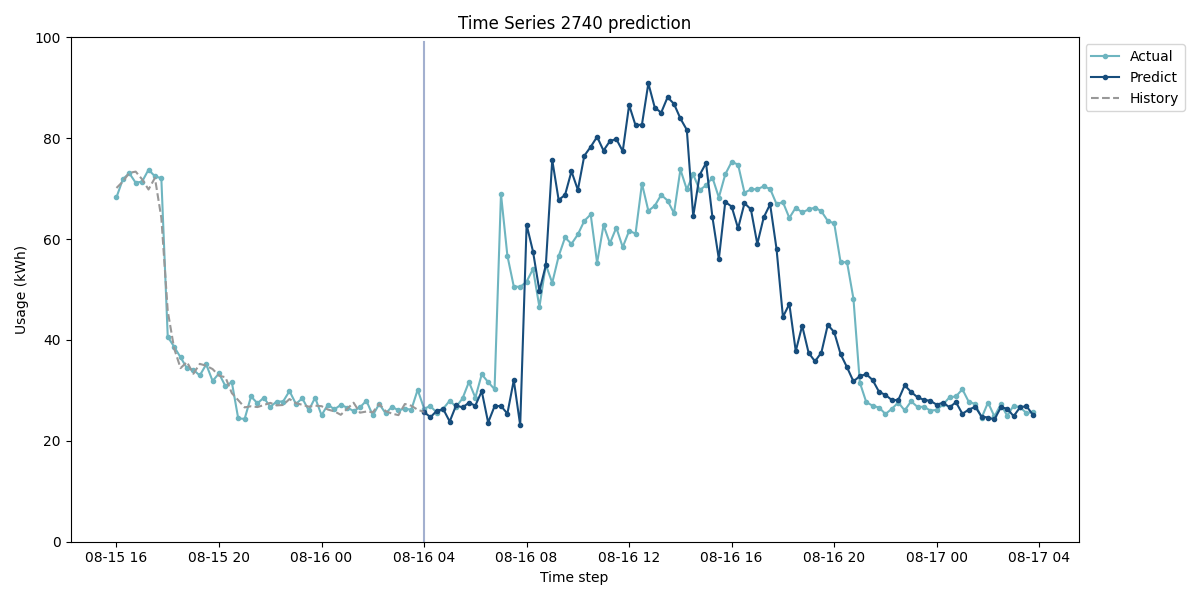 Time Series 2740 prediction
100
80
60
40
20
0
Usage (kWh)
08-15 16
08-15 20
08-16 00
08-16 04
08-16 08
08-16 12
08-16 16
08-16 20
08-17 00
08-17 04
Time step
Actual
Predict
History